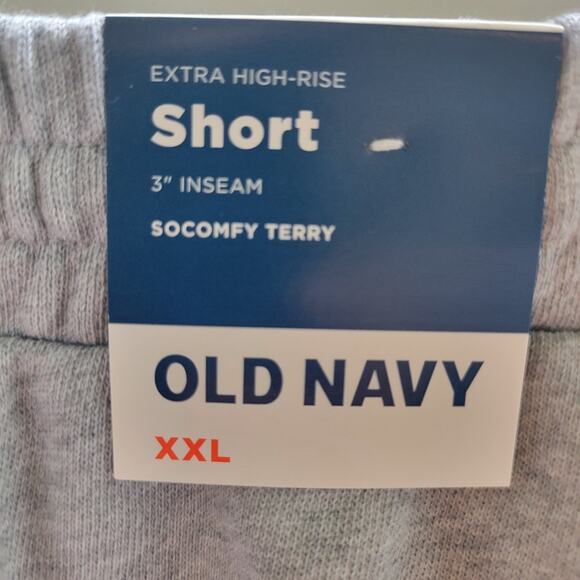 EXTRA HIGH-RISE
Short
3" INSEAM
SOCOMFY TERRY
OLD NAVY
XXL